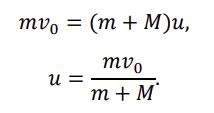 mv₀ = (m + M)u,
u = mv₀ / (m + M).